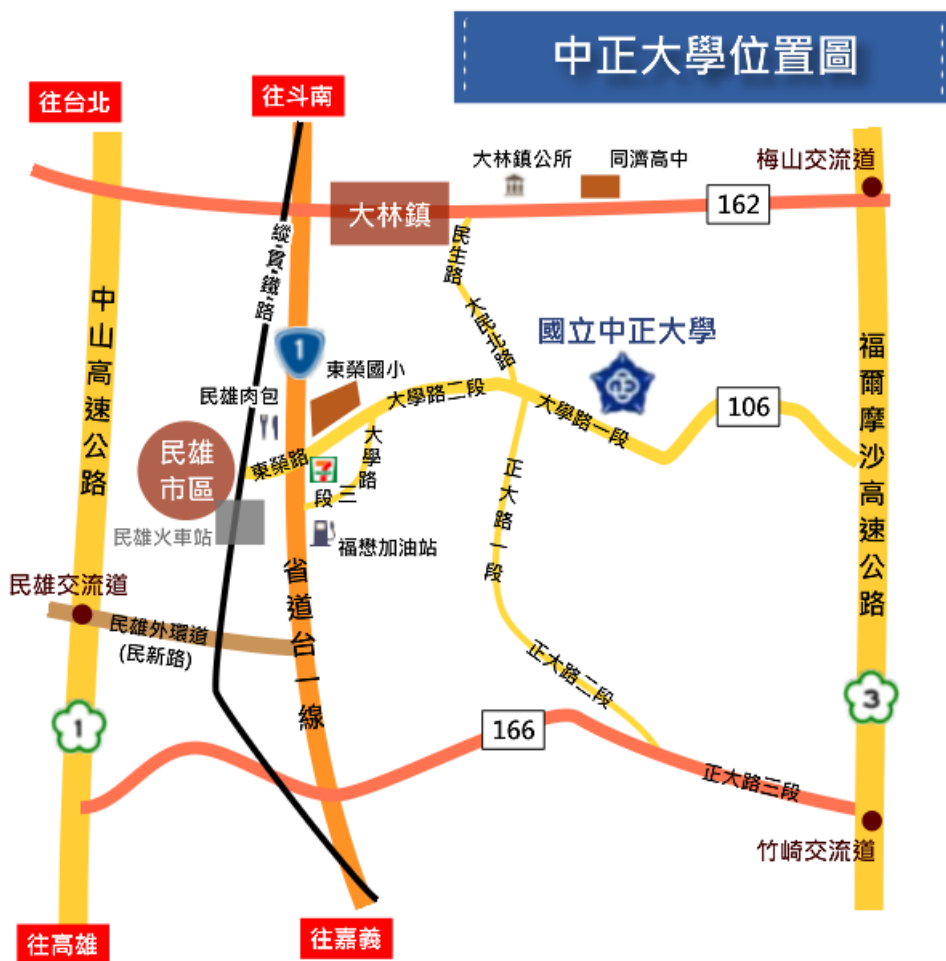 中正大學位置圖
往台北
往斗南
大林鎮公所
同濟高中
梅山交流道
162
大林鎮
縱貫鐵路
民生路
大民北路
中山高速公路
國立中正大學
福爾摩沙高速公路
1
東榮國小
民雄肉包
大學路二段
大學路一段
106
民雄
市區
東榮路
大學路
三段
正大路一段
民雄火車站
福懋加油站
省道台一線
民雄交流道
民雄外環道
(民新路)
正大路二段
1
166
3
正大路三段
竹崎交流道
往高雄
往嘉義
7